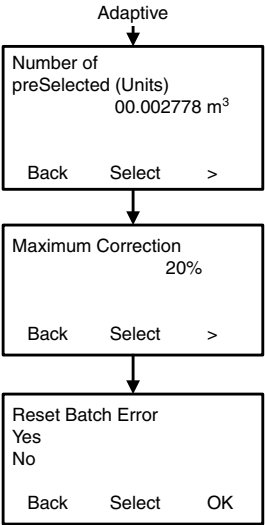 Adaptive
Number of
preSelected (Units)
00.002778 m³
Back Select >
Maximum Correction
20%
Back Select >
Reset Batch Error
Yes
No
Back Select OK